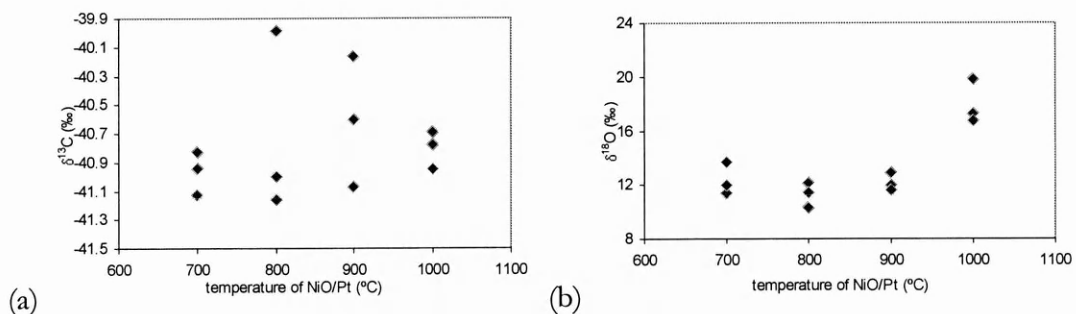 -39.9
-40.1
-40.3
-40.5
-40.7
-40.9
-41.1
-41.3
-41.5
δ¹³C (‰)
600 700 800 900 1000 1100
temperature of NiO/Pt (ºC)
(a)
24
20
16
12
8
δ¹⁸O (‰)
600 700 800 900 1000 1100
temperature of NiO/Pt (ºC)
(b)